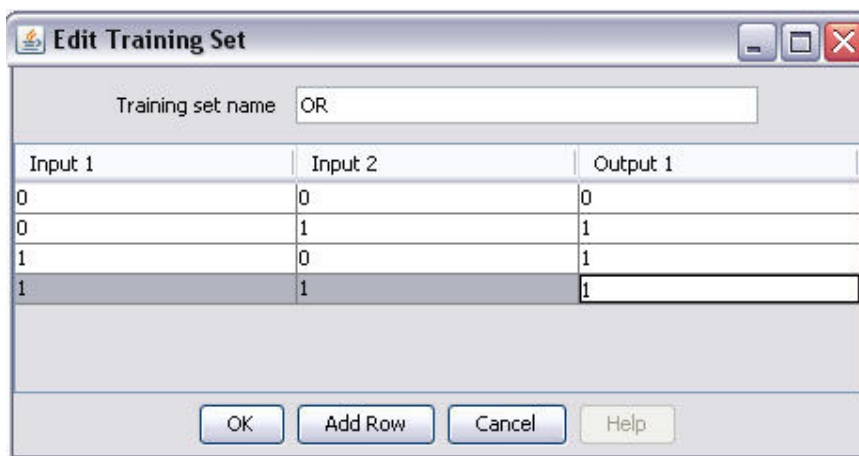 Edit Training Set
Training set name OR
Input 1 Input 2 Output 1
0 0 0
0 1 1
1 0 1
1 1 1
OK Add Row Cancel Help